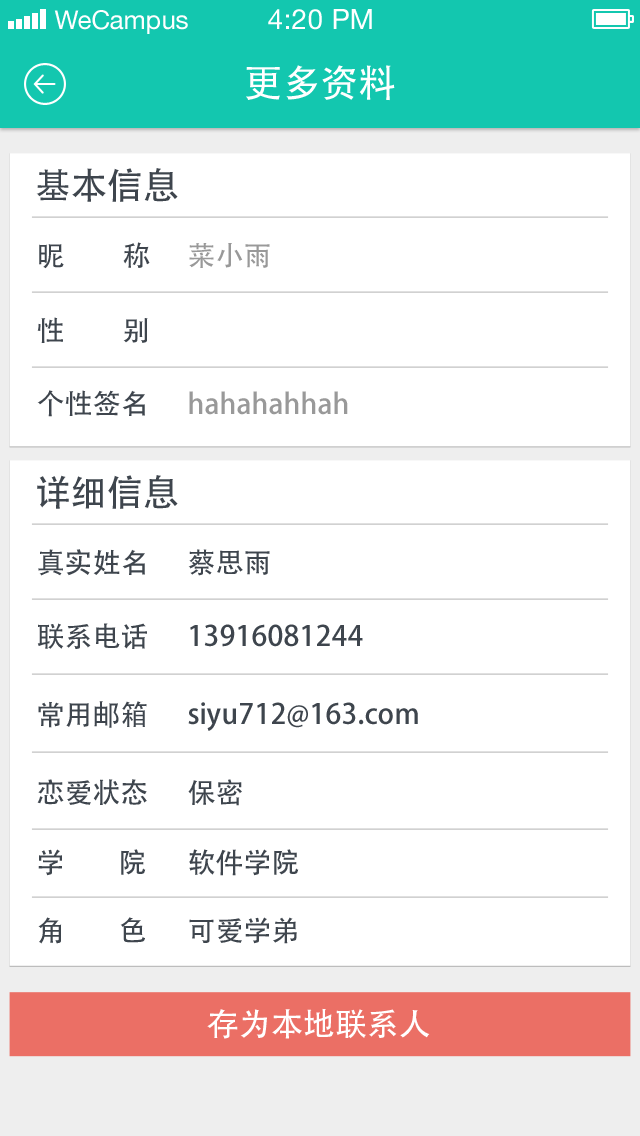 WeCampus 4:20 PM
更多资料
基本信息
昵称 菜小雨
性别
个性签名 hahahahhah
详细信息
真实姓名 蔡思雨
联系电话 13916081244
常用邮箱 siyu712@163.com
恋爱状态 保密
学院 软件学院
角色 可爱学弟
存为本地联系人